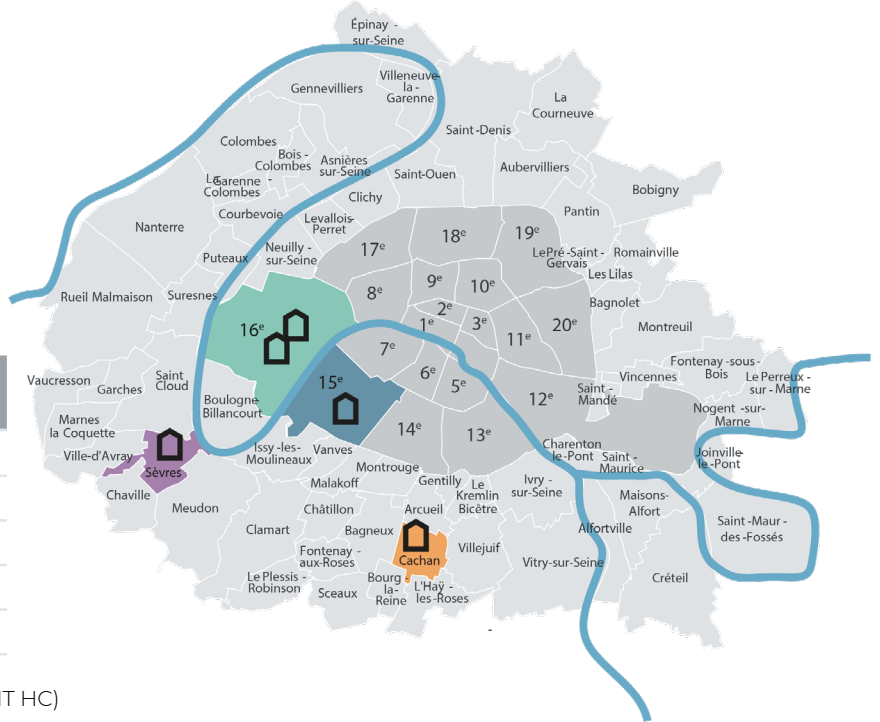 Épinay -
sur-Seine
Villeneuve-
la -
Garenne
Gennevilliers
La
Courneuve
Saint-Denis
Colombes
Bois -
Colombes
Asnières
sur-Seine
Aubervilliers
La
Garenne -
Colombes
Saint-Ouen
Bobigny
Clichy
Courbevoie
Levallois-
Perret
Pantin
Nanterre
17e
18e
19e
Neuilly -
sur-Seine
Puteaux
Le Pré-Saint-
Gervais
Romainville
Les Lilas
Rueil Malmaison
Suresnes
8e
9e
10e
2e
Bagnolet
16e
1e
3e
11e
20e
Montreuil
7e
Vaucresson
Garches
Saint
Cloud
15e
6e
5e
Fontenay -sous -
Bois
Vincennes
Le Perreux -
sur -Marne
Boulogne-
Billancourt
12e
Saint -
Mandé
Nogent -sur-
Marne
Marnes
la Coquette
14e
13e
Ville-d'Avray
Sèvres
Issy -les-
Moulineaux
Vanves
Charenton
le-Pont
Saint -
Maurice
Joinville-
le -Pont
Montrouge
Malakoff
Gentilly
Le
Kremlin
Bicêtre
Ivry -
sur-Seine
Chaville
Meudon
Châtillon
Arcueil
Maisons-
Alfort
Clamart
Bagneux
Alfortville
Saint -Maur -
des -Fossés
Fontenay -
aux-Roses
Cachan
Villejuif
Vitry-sur-Seine
Le Plessis -
Robinson
Sceaux
Bourg -
la-
Reine
L'Haÿ -
les-Roses
Créteil
IT HC)